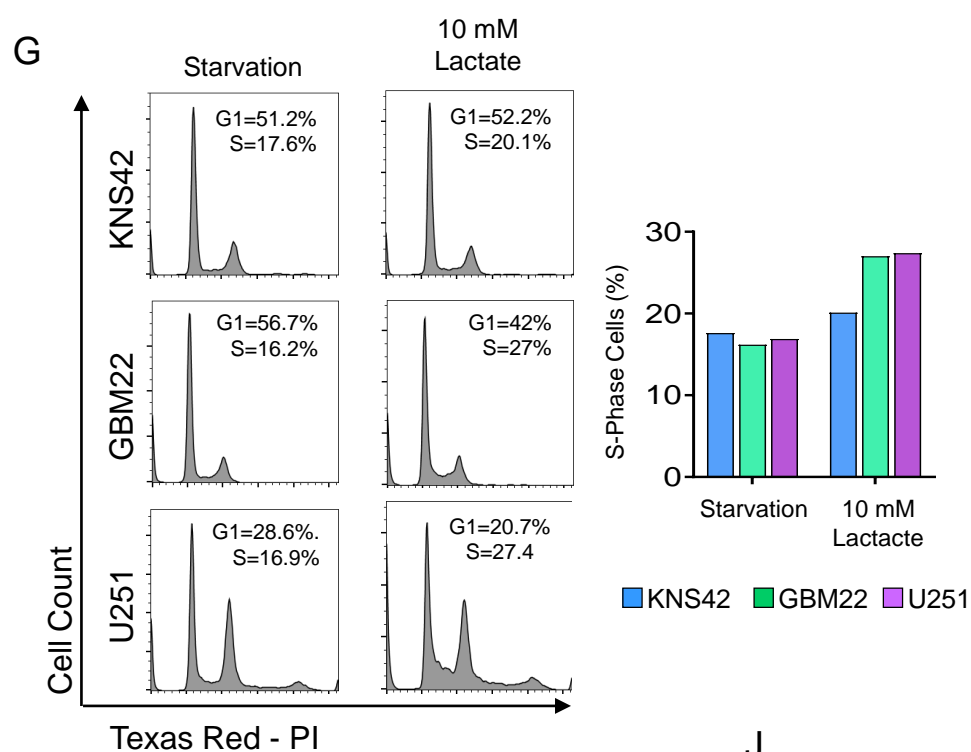 G
Starvation
10 mM
Lactate
KNS42
G1=51.2%
S=17.6%
G1=52.2%
S=20.1%
GBM22
G1=56.7%
S=16.2%
G1=42%
S=27%
U251
G1=28.6%.
S=16.9%
G1=20.7%
S=27.4
Cell Count
Texas Red - PI
S-Phase Cells (%)
30
20
10
0
Starvation
10 mM
Lactacte
KNS42
GBM22
U251